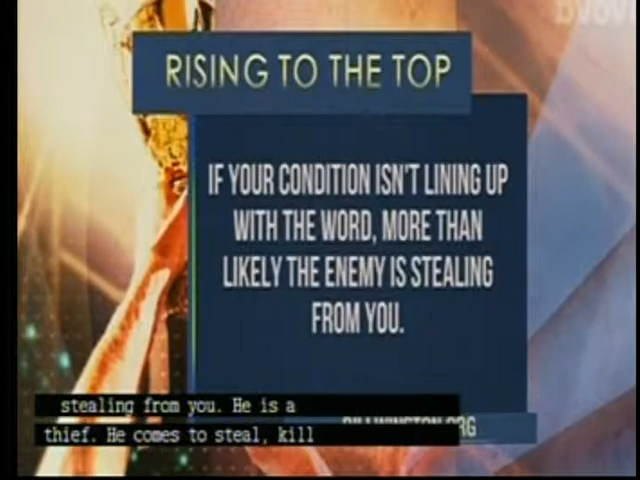 RISING TO THE TOP
IF YOUR CONDITION ISN'T LINING UP
WITH THE WORD, MORE THAN
LIKELY THE ENEMY IS STEALING
FROM YOU.
stealing from you. He is a
thief. He comes to steal, kill